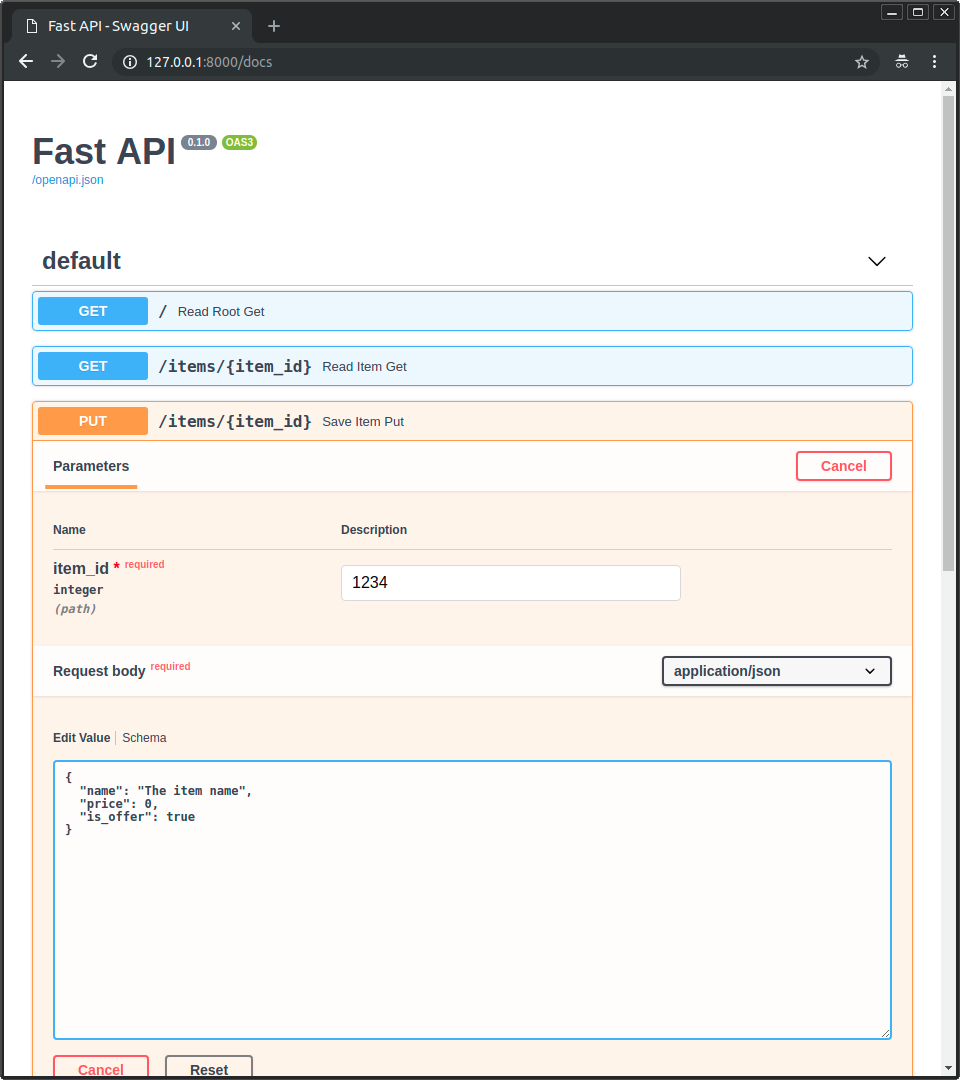 Fast API - Swagger UI
127.0.0.1:8000/docs
Fast API 0.1.0 OAS3
/openapi.json
default
GET / Read Root Get
GET /items/{item_id} Read Item Get
PUT /items/{item_id} Save Item Put
Parameters Cancel
Name Description
item_id * required
integer
(path)
1234
Request body required application/json
Edit Value Schema
{
  "name": "The item name",
  "price": 0,
  "is_offer": true
}
Cancel Reset